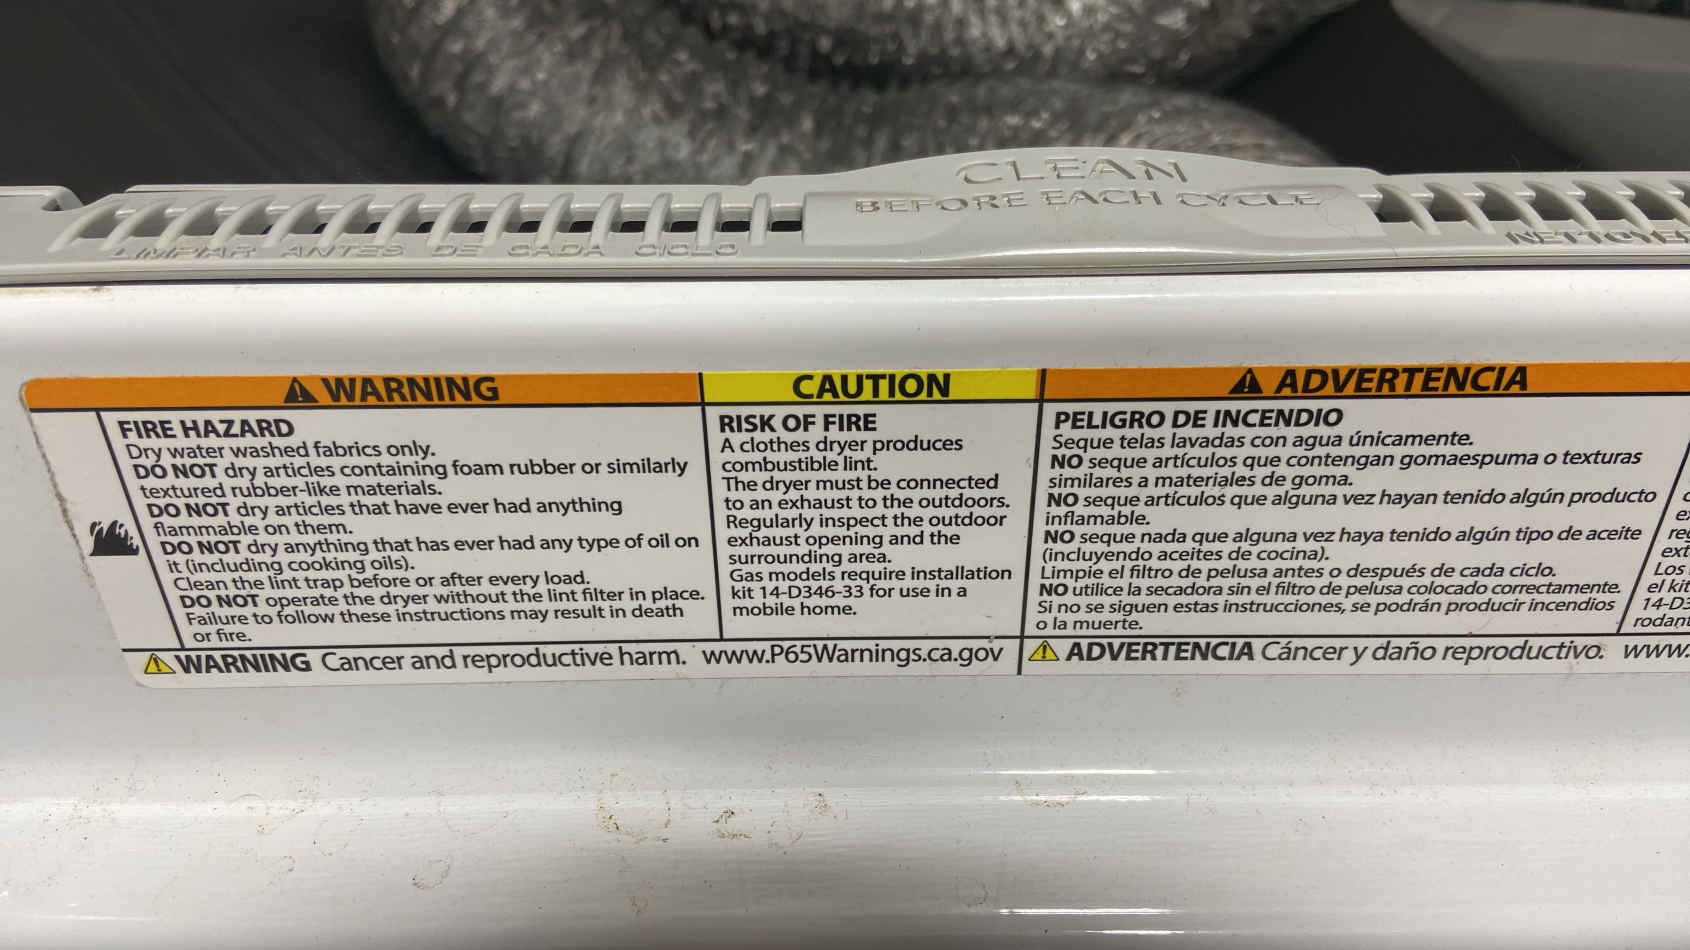 CLEAN
BEFORE EACH CYCLE
LIMPIAR ANTES DE CADA CICLO
NETTOYER
WARNING
FIRE HAZARD
Dry water washed fabrics only.
DO NOT dry articles containing foam rubber or similarly
textured rubber-like materials.
DO NOT dry articles that have ever had anything
flammable on them.
DO NOT dry anything that has ever had any type of oil on
it (including cooking oils).
Clean the lint trap before or after every load.
DO NOT operate the dryer without the lint filter in place.
Failure to follow these instructions may result in death
or fire.
CAUTION
RISK OF FIRE
A clothes dryer produces
combustible lint.
The dryer must be connected
to an exhaust to the outdoors.
Regularly inspect the outdoor
exhaust opening and the
surrounding area.
Gas models require installation
kit 14-D346-33 for use in a
mobile home.
WARNING Cancer and reproductive harm. www.P65Warnings.ca.gov
ADVERTENCIA
PELIGRO DE INCENDIO
Seque telas lavadas con agua únicamente.
NO seque artículos que contengan gomaespuma o texturas
similares a materiales de goma.
NO seque artículos que alguna vez hayan tenido algún producto
inflamable.
NO seque nada que alguna vez haya tenido algún tipo de aceite
(incluyendo aceites de cocina).
Limpie el filtro de pelusa antes o después de cada ciclo.
NO utilice la secadora sin el filtro de pelusa colocado correctamente.
Si no se siguen estas instrucciones, se podrán producir incendios
o la muerte.
Los
el kit
ADVERTENCIA Cáncer y daño reproductivo. www.